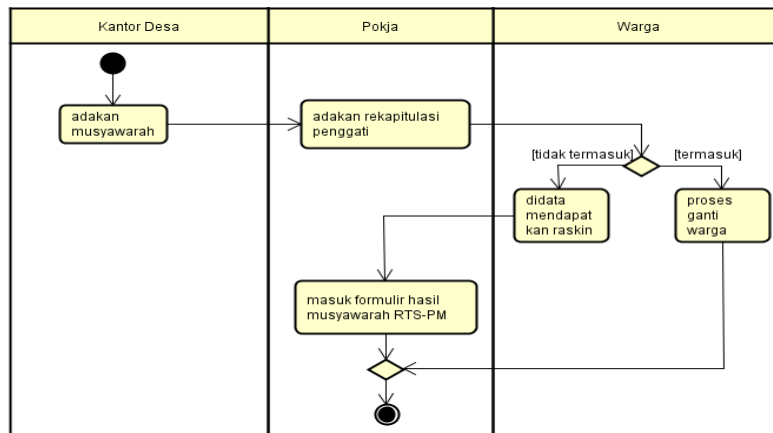 Kantor Desa
Pokja
Warga
adakan
musyawarah
adakan rekapitulasi
penggati
[tidak termasuk]
[termasuk]
didata
mendapat
kan raskin
proses
ganti
warga
masuk formulir hasil
musyawarah RTS-PM